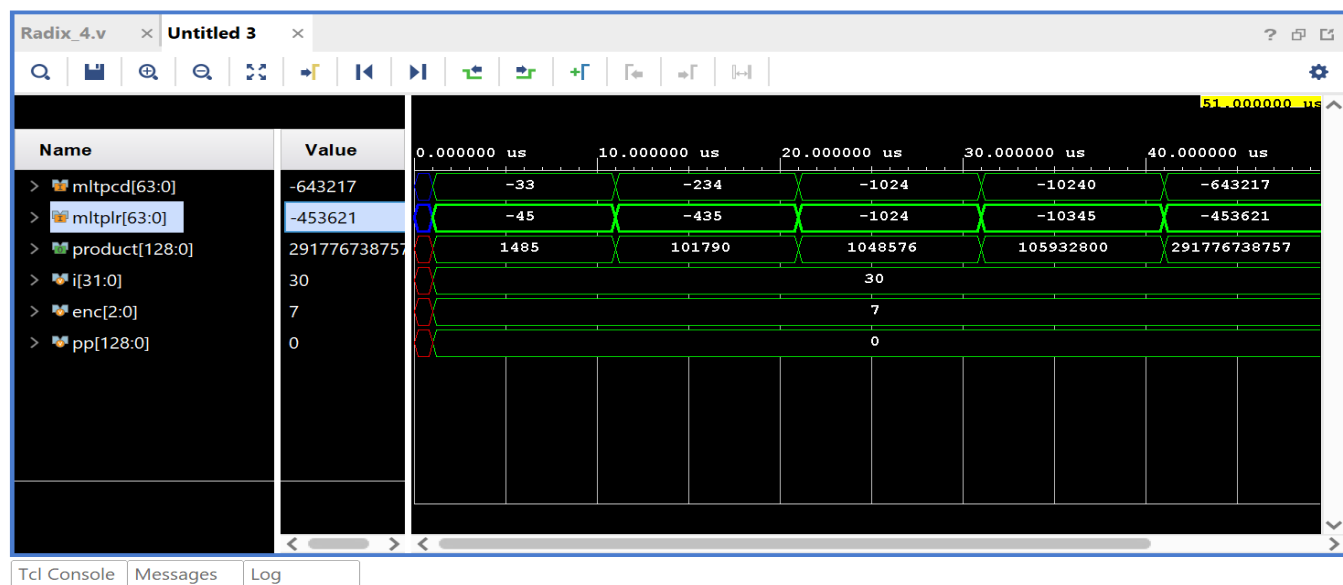 Radix_4.v × Untitled 3 ×
51.000000 us
Name Value 0.000000 us 10.000000 us 20.000000 us 30.000000 us 40.000000 us
mltpcd[63:0] -643217 -33 -234 -1024 -10240 -643217
mltplr[63:0] -453621 -45 -435 -1024 -10345 -453621
product[128:0] 291776738757 1485 101790 1048576 105932800 291776738757
i[31:0] 30 30
enc[2:0] 7 7
pp[128:0] 0 0
Tcl Console Messages Log